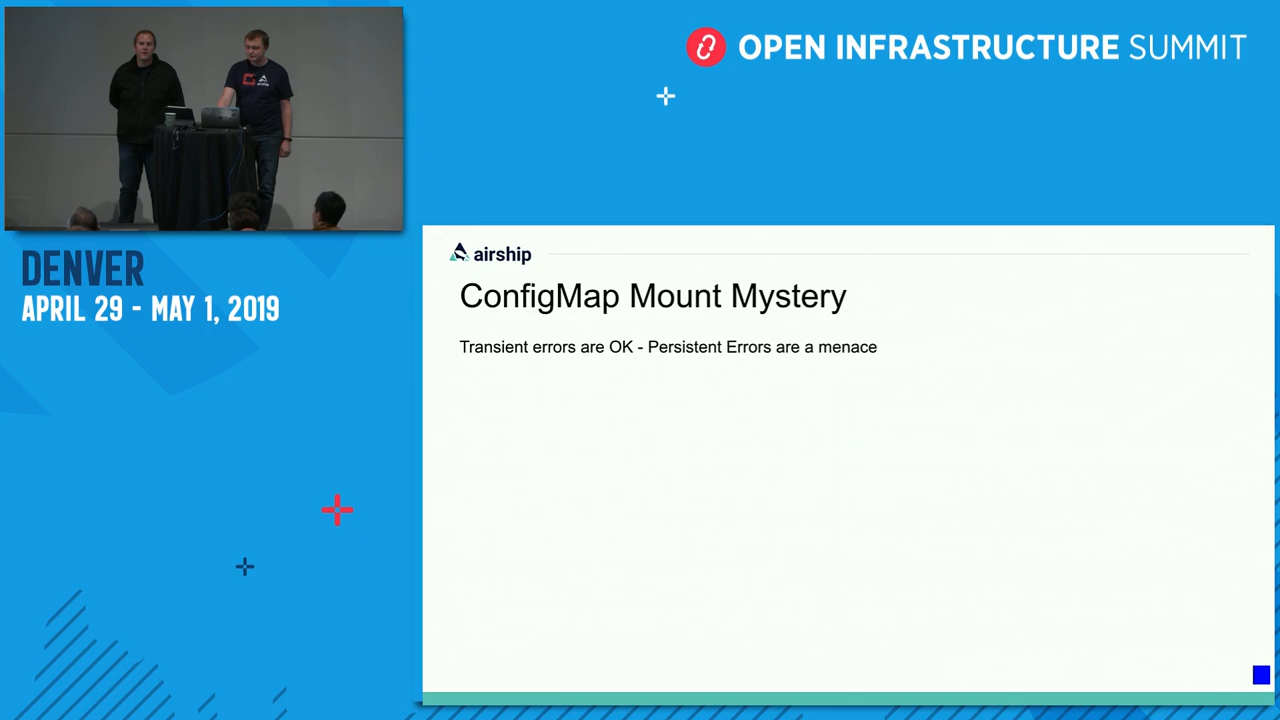 OPEN INFRASTRUCTURE SUMMIT
airship
DENVER
APRIL 29 - MAY 1, 2019
airship
ConfigMap Mount Mystery
Transient errors are OK - Persistent Errors are a menace